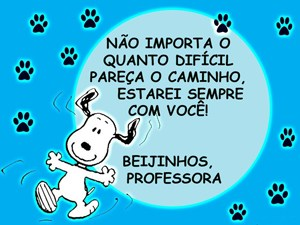 NÃO IMPORTA O
QUANTO DIFÍCIL
PAREÇA O CAMINHO,
ESTAREI SEMPRE
COM VOCÊ!
BEIJINHOS,
PROFESSORA